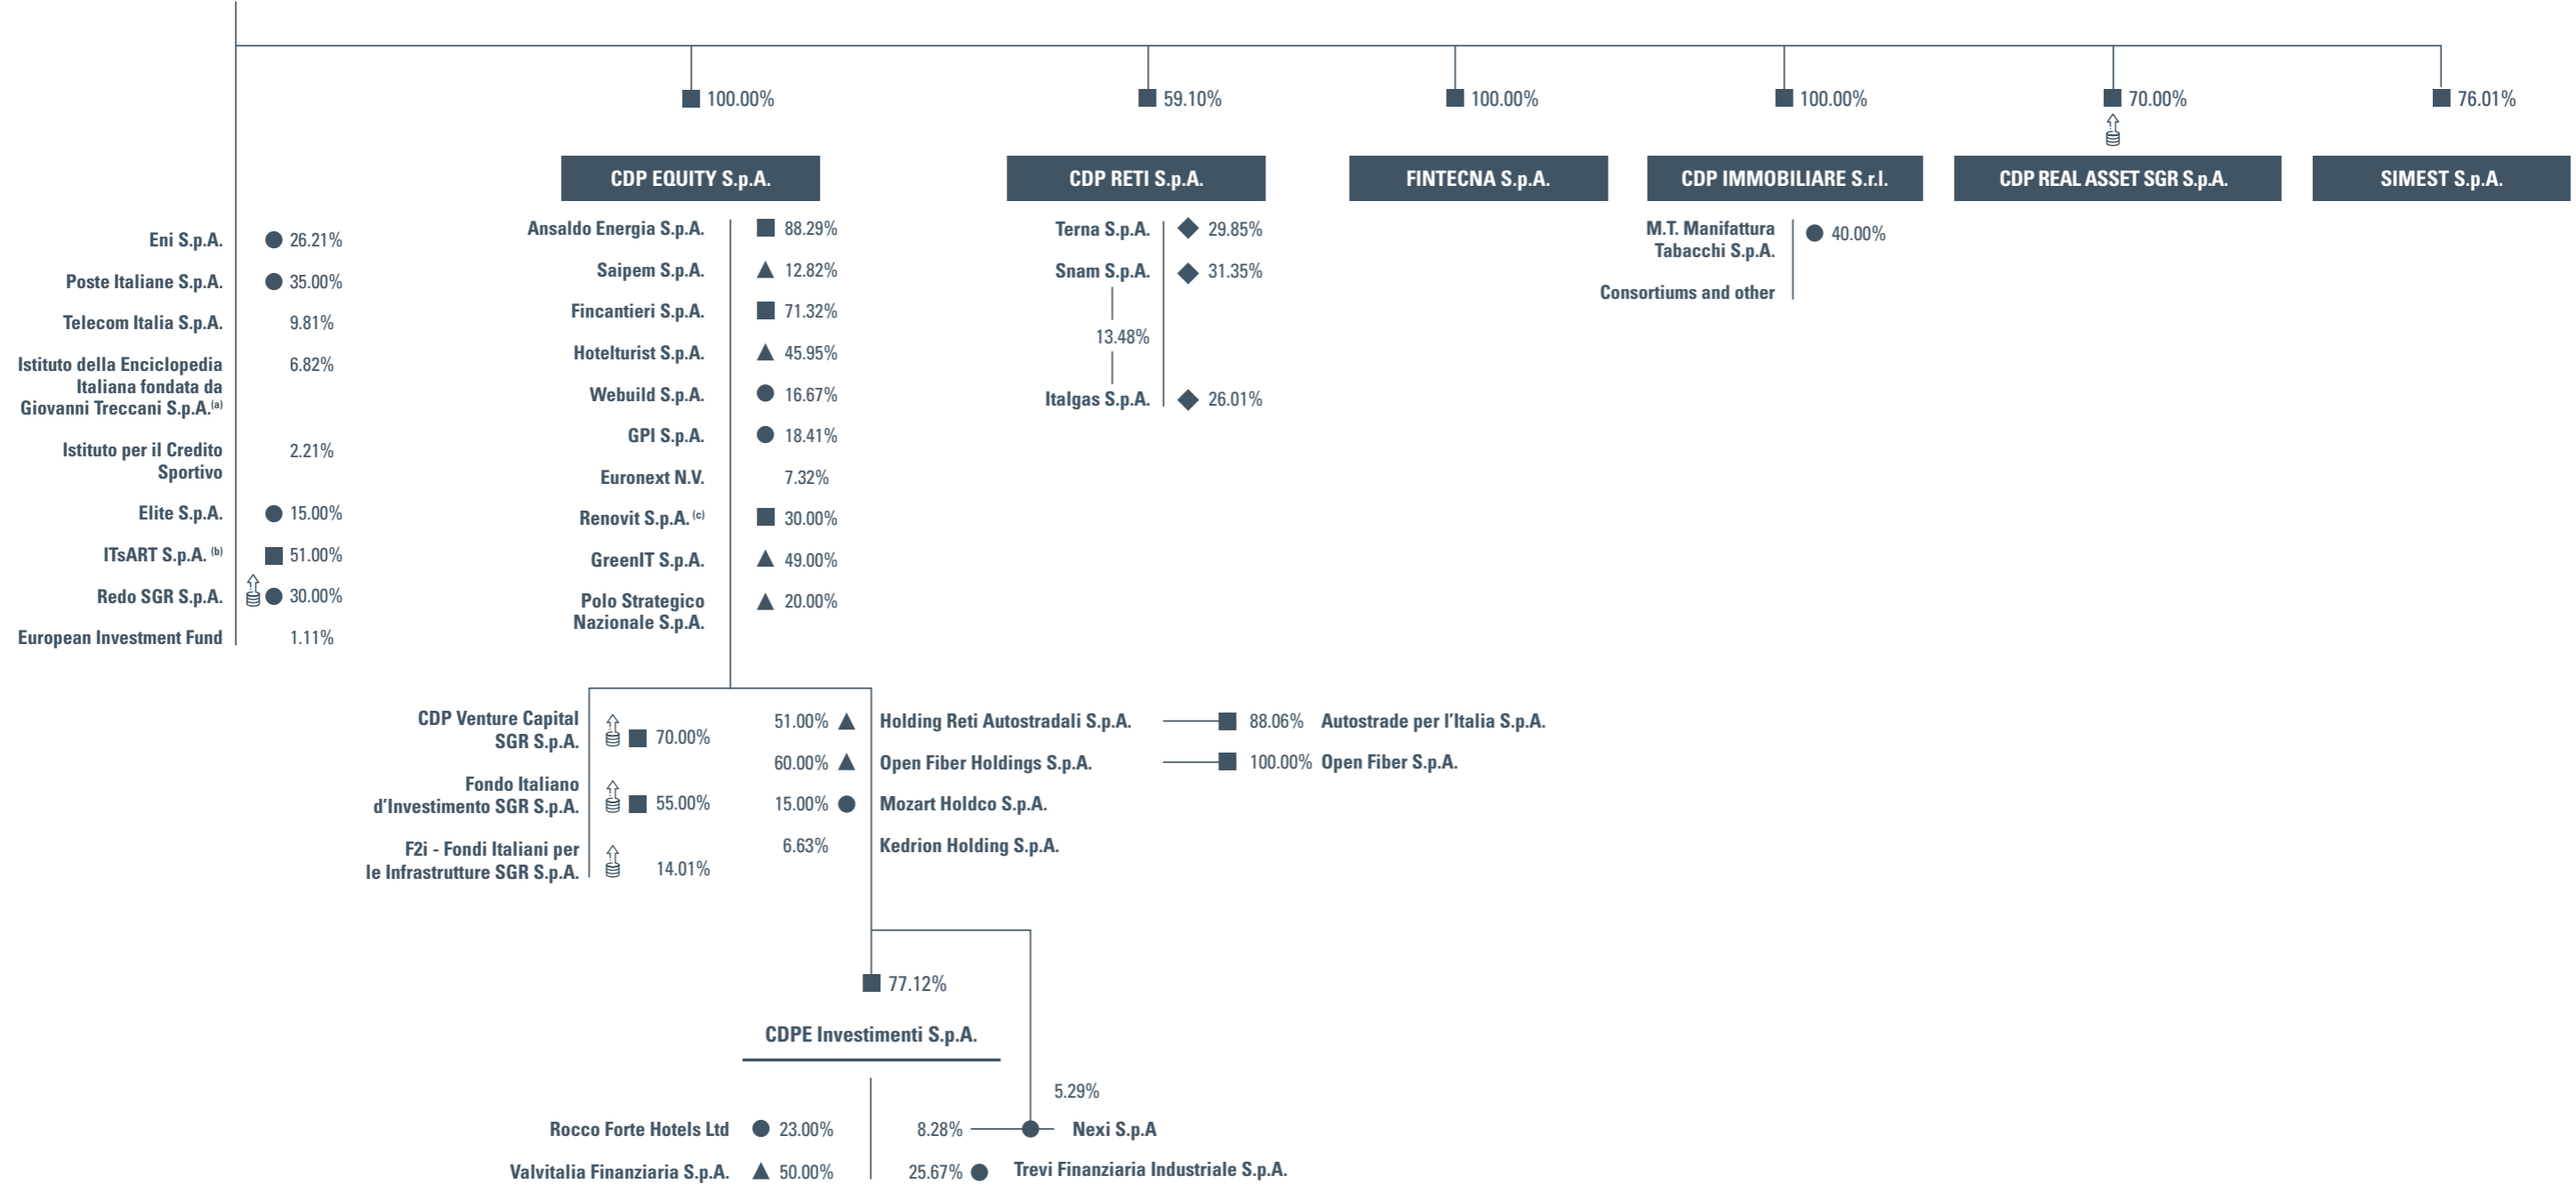 100.00%
59.10%
100.00%
100.00%
70.00%
76.01%
CDP EQUITY S.p.A.
CDP RETI S.p.A.
FINTECNA S.p.A.
CDP IMMOBILIARE S.r.l.
CDP REAL ASSET SGR S.p.A.
SIMEST S.p.A.
Eni S.p.A. 26.21%
Poste Italiane S.p.A. 35.00%
Telecom Italia S.p.A. 9.81%
Istituto della Enciclopedia 6.82%
Italiana fondata da
Giovanni Treccani S.p.A.(a)
Istituto per il Credito 2.21%
Sportivo
Elite S.p.A. 15.00%
ITsART S.p.A. (b) 51.00%
Redo SGR S.p.A. 30.00%
European Investment Fund 1.11%
Ansaldo Energia S.p.A. 88.29%
Saipem S.p.A. 12.82%
Fincantieri S.p.A. 71.32%
Hotelturist S.p.A. 45.95%
Webuild S.p.A. 16.67%
GPI S.p.A. 18.41%
Euronext N.V. 7.32%
Renovit S.p.A. (c) 30.00%
GreenIT S.p.A. 49.00%
Polo Strategico 20.00%
Nazionale S.p.A.
Terna S.p.A. 29.85%
Snam S.p.A. 31.35%
13.48%
Italgas S.p.A. 26.01%
M.T. Manifattura 40.00%
Tabacchi S.p.A.
Consortiums and other
CDP Venture Capital
SGR S.p.A. 70.00%
Fondo Italiano
d'Investimento SGR S.p.A. 55.00%
F2i - Fondi Italiani per
le Infrastrutture SGR S.p.A. 14.01%
51.00% Holding Reti Autostradali S.p.A. 88.06% Autostrade per l'Italia S.p.A.
60.00% Open Fiber Holdings S.p.A. 100.00% Open Fiber S.p.A.
15.00% Mozart Holdco S.p.A.
6.63% Kedrion Holding S.p.A.
77.12%
CDPE Investimenti S.p.A.
5.29%
Rocco Forte Hotels Ltd 23.00%
8.28% Nexi S.p.A
Valvitalia Finanziaria S.p.A. 50.00%
25.67% Trevi Finanziaria Industriale S.p.A.